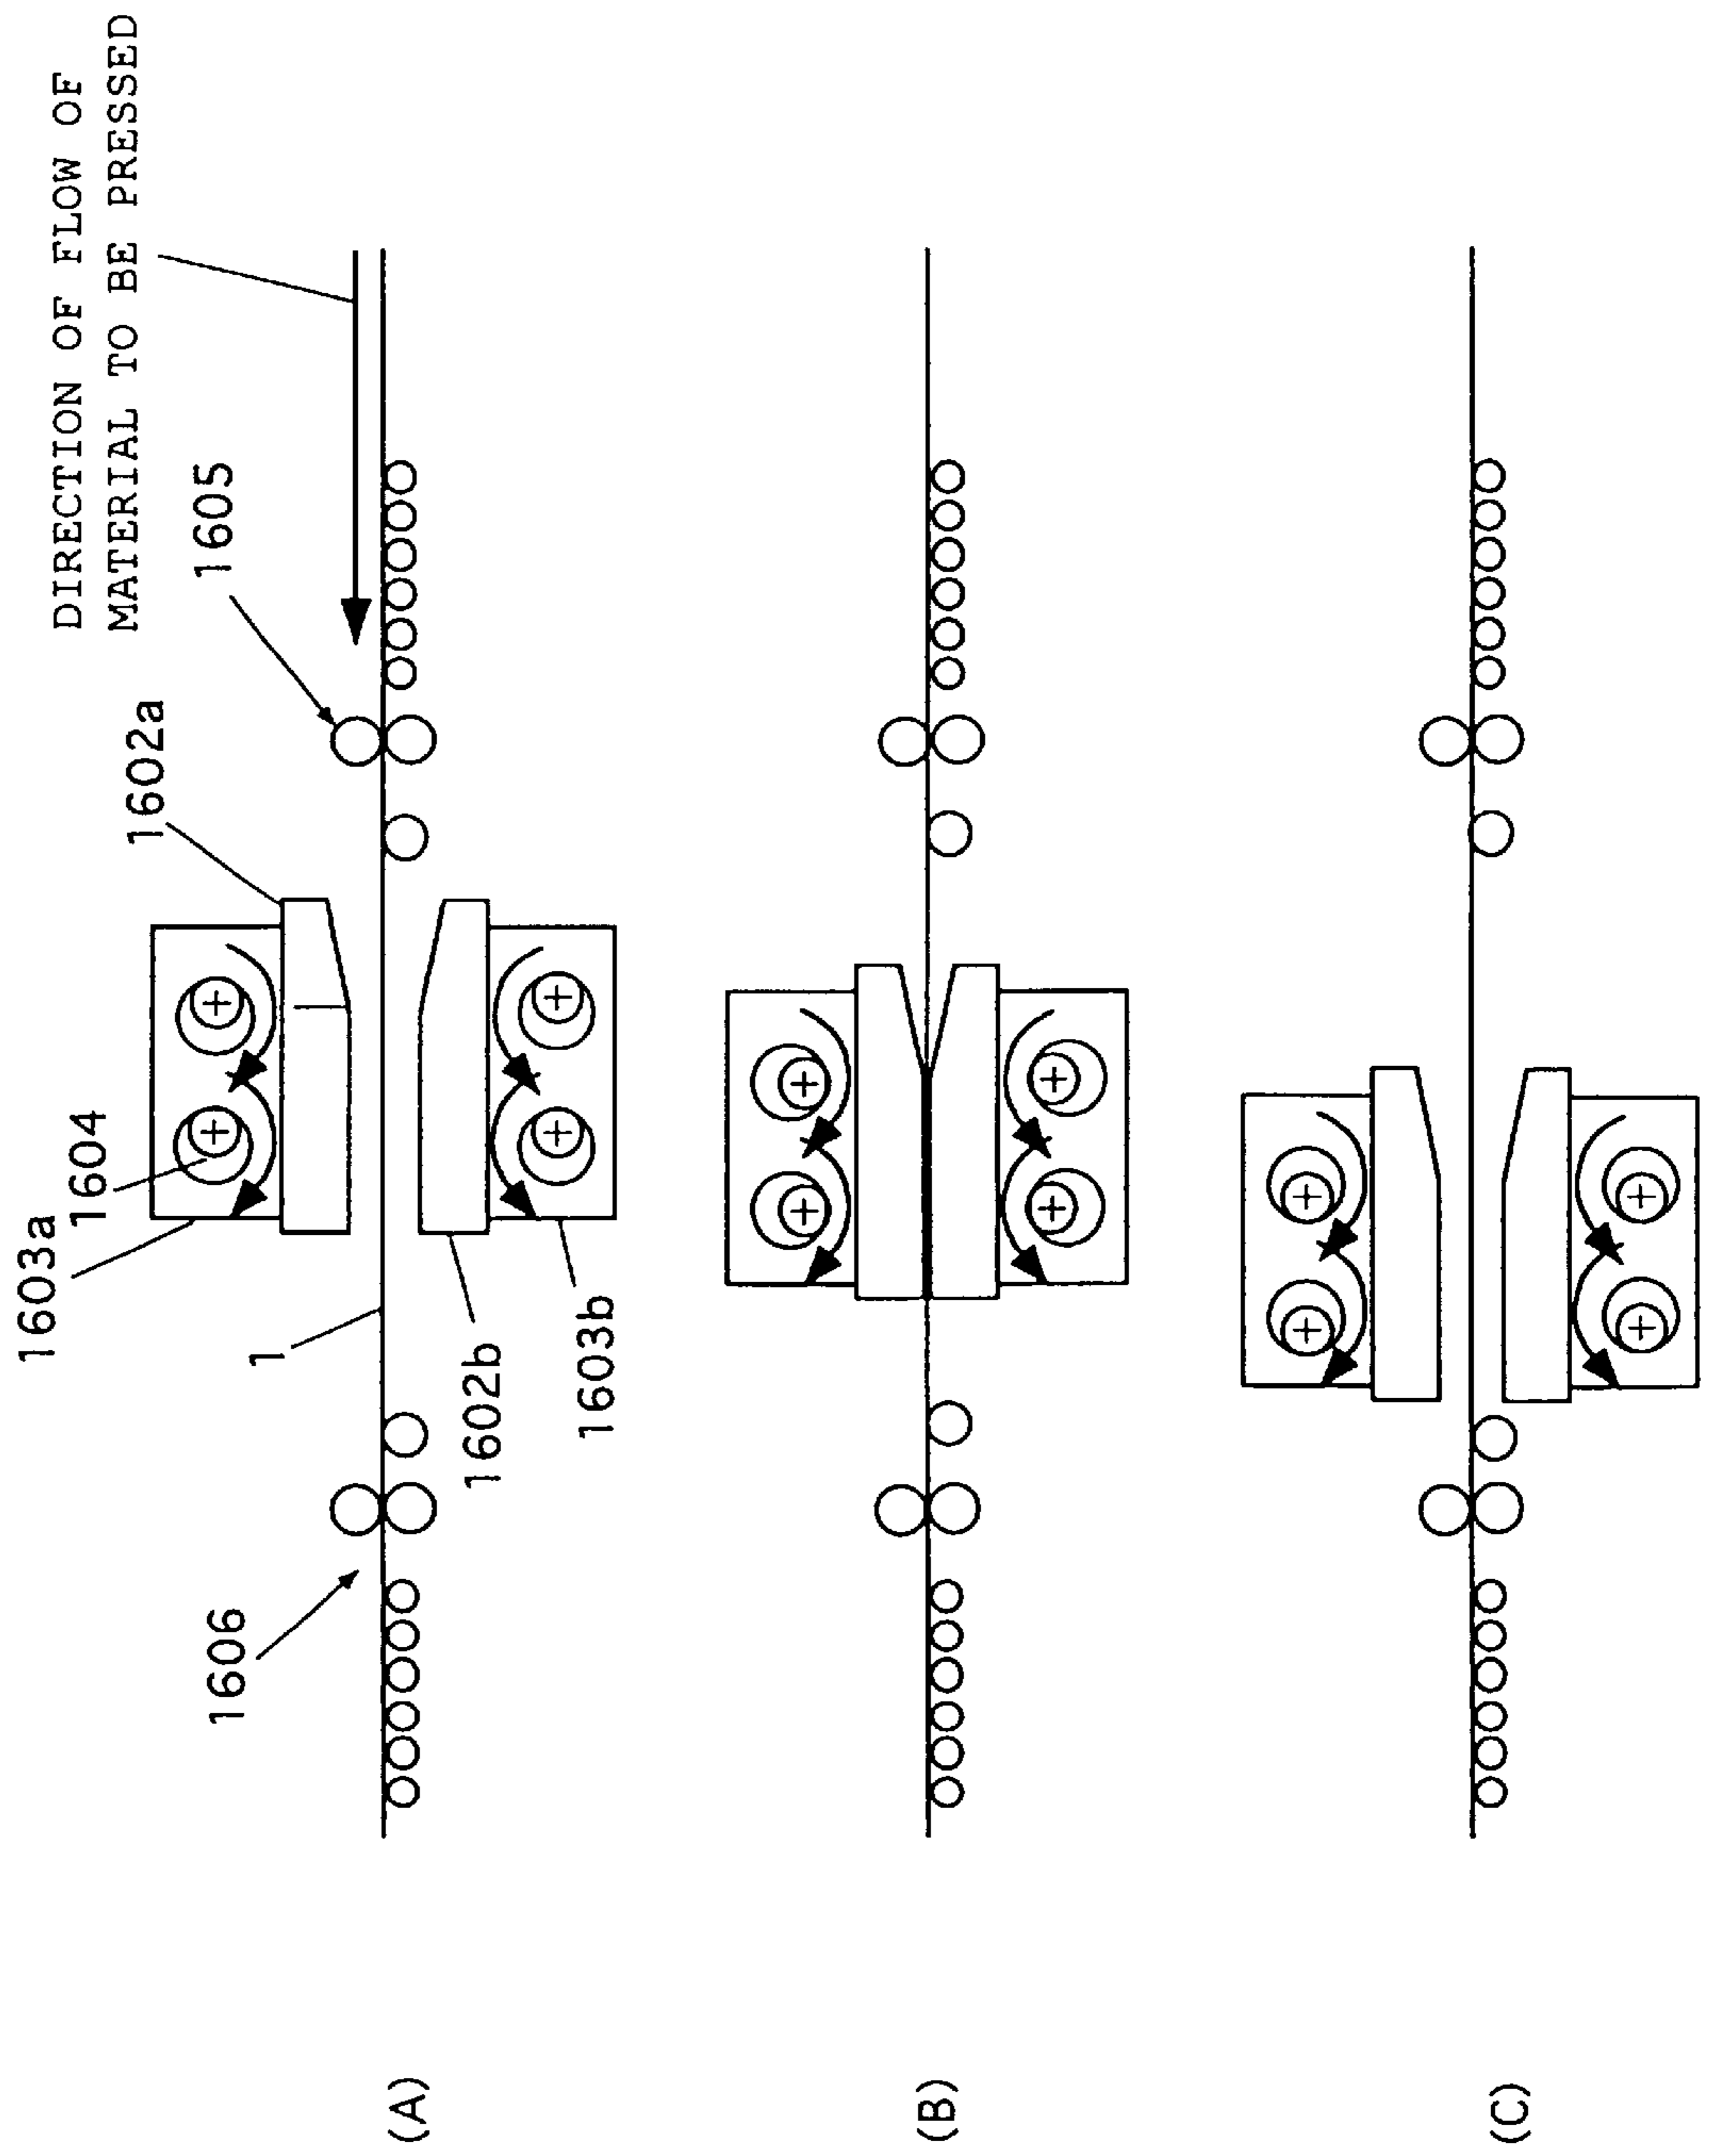 DIRECTION OF FLOW OF
MATERIAL TO BE PRESSED
1605
1602a
1604
1603a
1
1602b
1603b
1606
(A)
(B)
(C)